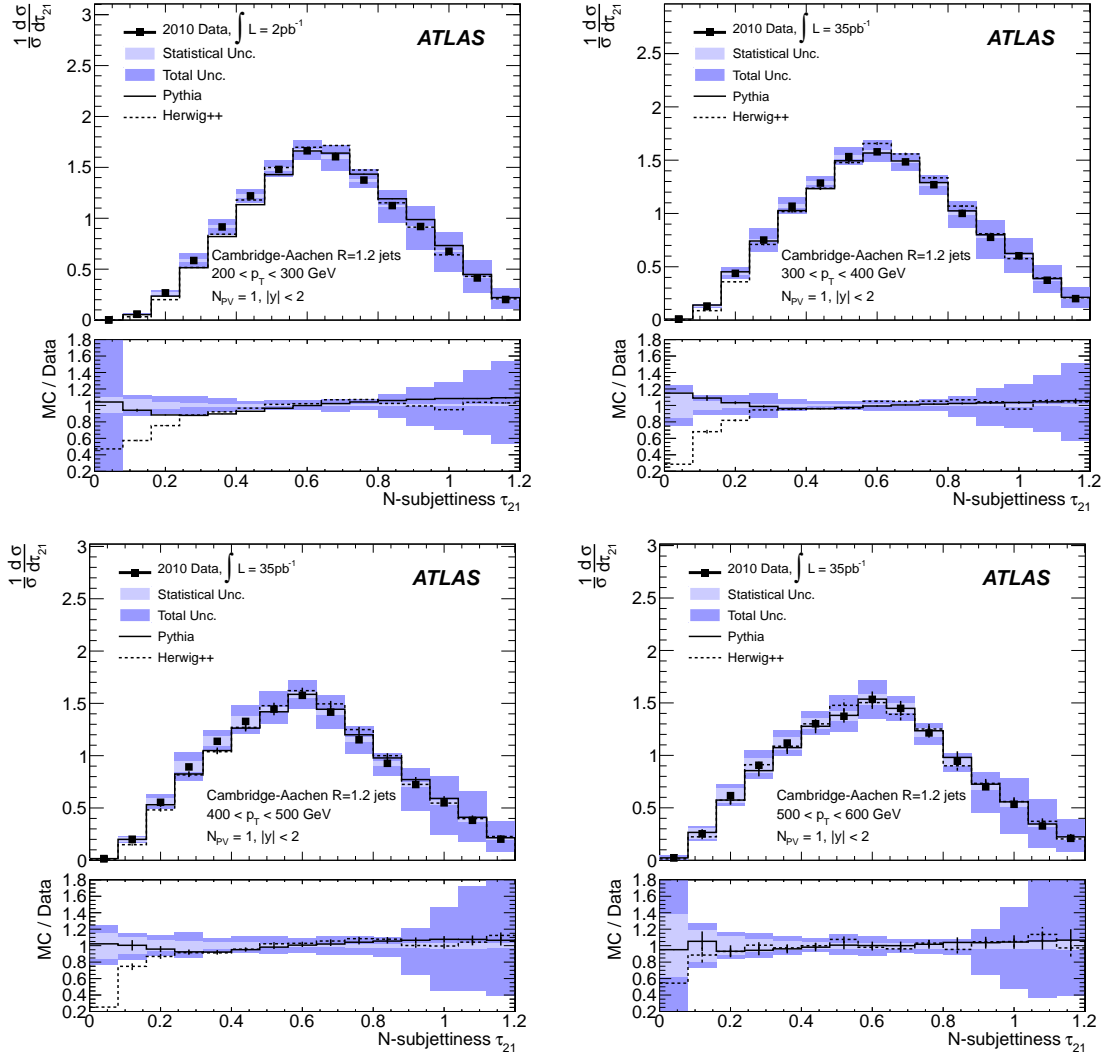 1/σ dσ/dτ21
3
2.5
2
1.5
1
0.5
0
2010 Data, ∫ L = 2pb-1
Statistical Unc.
Total Unc.
Pythia
Herwig++
ATLAS
Cambridge-Aachen R=1.2 jets
200 < pT < 300 GeV
NPV = 1, |y| < 2
MC / Data
1.8
1.6
1.4
1.2
1
0.8
0.6
0.4
0.2
0 0.2 0.4 0.6 0.8 1 1.2
N-subjettiness τ21
1/σ dσ/dτ21
3
2.5
2
1.5
1
0.5
0
2010 Data, ∫ L = 35pb-1
Statistical Unc.
Total Unc.
Pythia
Herwig++
ATLAS
Cambridge-Aachen R=1.2 jets
300 < pT < 400 GeV
NPV = 1, |y| < 2
MC / Data
1.8
1.6
1.4
1.2
1
0.8
0.6
0.4
0.2
0 0.2 0.4 0.6 0.8 1 1.2
N-subjettiness τ21
1/σ dσ/dτ21
3
2.5
2
1.5
1
0.5
0
2010 Data, ∫ L = 35pb-1
Statistical Unc.
Total Unc.
Pythia
Herwig++
ATLAS
Cambridge-Aachen R=1.2 jets
400 < pT < 500 GeV
NPV = 1, |y| < 2
MC / Data
1.8
1.6
1.4
1.2
1
0.8
0.6
0.4
0.2
0 0.2 0.4 0.6 0.8 1 1.2
N-subjettiness τ21
1/σ dσ/dτ21
3
2.5
2
1.5
1
0.5
0
2010 Data, ∫ L = 35pb-1
Statistical Unc.
Total Unc.
Pythia
Herwig++
ATLAS
Cambridge-Aachen R=1.2 jets
500 < pT < 600 GeV
NPV = 1, |y| < 2
MC / Data
1.8
1.6
1.4
1.2
1
0.8
0.6
0.4
0.2
0 0.2 0.4 0.6 0.8 1 1.2
N-subjettiness τ21